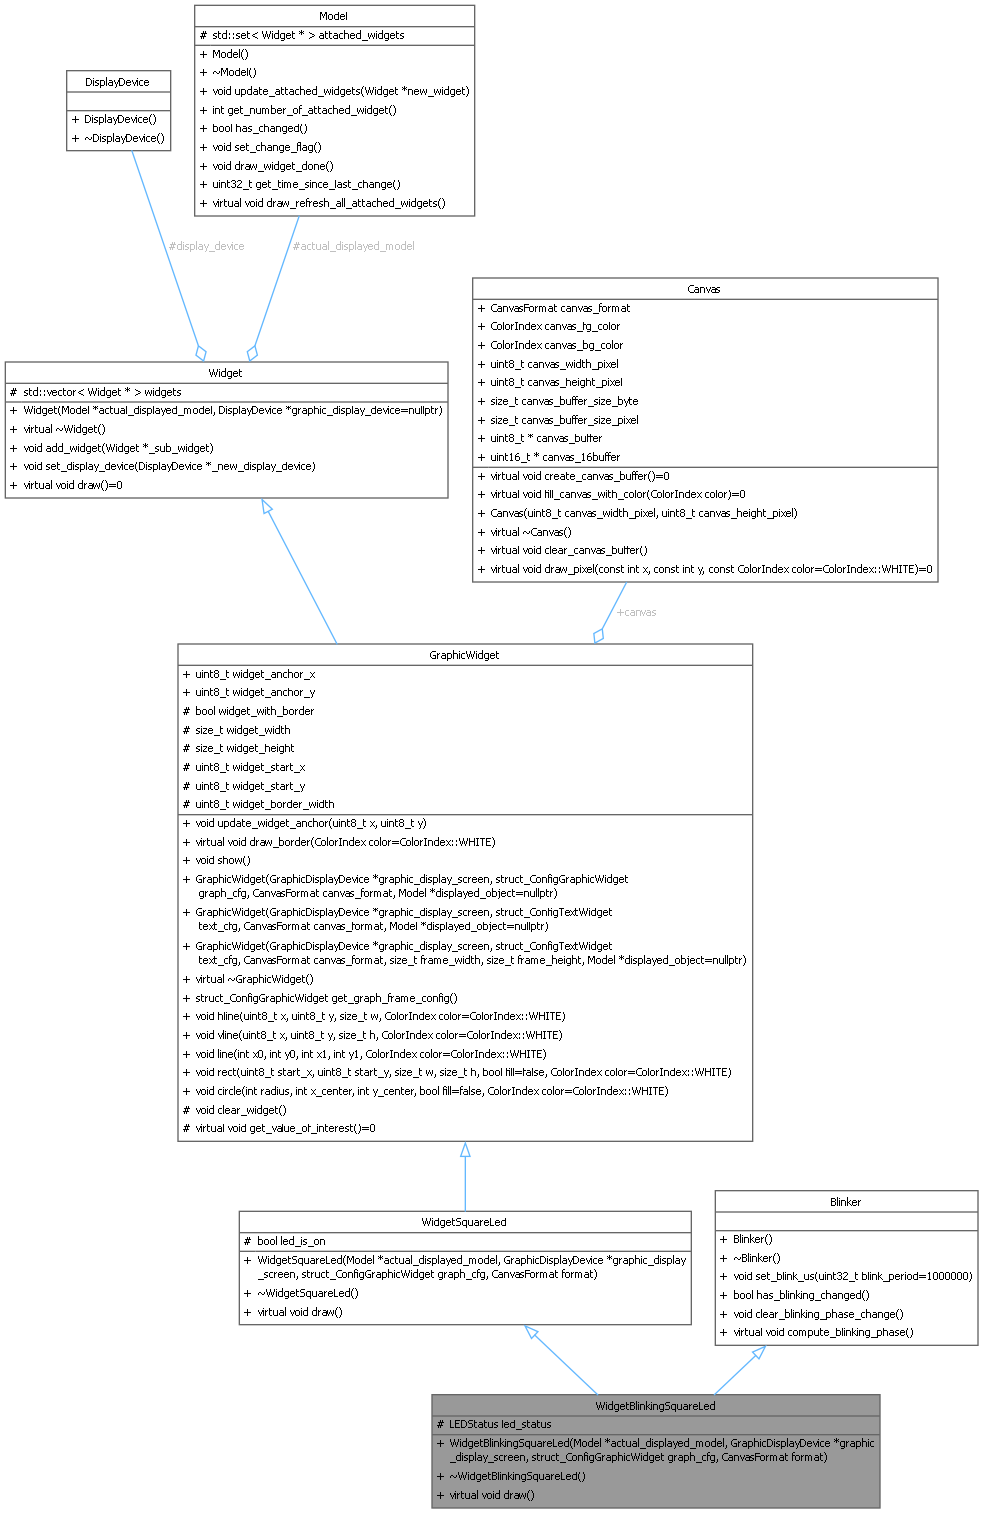 Model
# std::set< Widget * > attached_widgets
+ Model()
+ ~Model()
+ void update_attached_widgets(Widget *new_widget)
+ int get_number_of_attached_widget()
+ bool has_changed()
+ void set_change_flag()
+ void draw_widget_done()
+ uint32_t get_time_since_last_change()
+ virtual void draw_refresh_all_attached_widgets()
DisplayDevice
+ DisplayDevice()
+ ~DisplayDevice()
#display_device
#actual_displayed_model
Canvas
+ CanvasFormat canvas_format
+ ColorIndex canvas_fg_color
+ ColorIndex canvas_bg_color
+ uint8_t canvas_width_pixel
+ uint8_t canvas_height_pixel
+ size_t canvas_buffer_size_byte
+ size_t canvas_buffer_size_pixel
+ uint8_t * canvas_buffer
+ uint16_t * canvas_16buffer
+ virtual void create_canvas_buffer()=0
+ virtual void fill_canvas_with_color(ColorIndex color)=0
+ Canvas(uint8_t canvas_width_pixel, uint8_t canvas_height_pixel)
+ virtual ~Canvas()
+ virtual void clear_canvas_buffer()
+ virtual void draw_pixel(const int x, const int y, const ColorIndex color=ColorIndex::WHITE)=0
Widget
# std::vector< Widget * > widgets
+ Widget(Model *actual_displayed_model, DisplayDevice *graphic_display_device=nullptr)
+ virtual ~Widget()
+ void add_widget(Widget *_sub_widget)
+ void set_display_device(DisplayDevice *_new_display_device)
+ virtual void draw()=0
+canvas
GraphicWidget
+ uint8_t widget_anchor_x
+ uint8_t widget_anchor_y
# bool widget_with_border
# size_t widget_width
# size_t widget_height
# uint8_t widget_start_x
# uint8_t widget_start_y
# uint8_t widget_border_width
+ void update_widget_anchor(uint8_t x, uint8_t y)
+ virtual void draw_border(ColorIndex color=ColorIndex::WHITE)
+ void show()
+ GraphicWidget(GraphicDisplayDevice *graphic_display_screen, struct_ConfigGraphicWidget
graph_cfg, CanvasFormat canvas_format, Model *displayed_object=nullptr)
+ GraphicWidget(GraphicDisplayDevice *graphic_display_screen, struct_ConfigTextWidget
text_cfg, CanvasFormat canvas_format, Model *displayed_object=nullptr)
+ GraphicWidget(GraphicDisplayDevice *graphic_display_screen, struct_ConfigTextWidget
text_cfg, CanvasFormat canvas_format, size_t frame_width, size_t frame_height, Model *displayed_object=nullptr)
+ virtual ~GraphicWidget()
+ struct_ConfigGraphicWidget get_graph_frame_config()
+ void hline(uint8_t x, uint8_t y, size_t w, ColorIndex color=ColorIndex::WHITE)
+ void vline(uint8_t x, uint8_t y, size_t h, ColorIndex color=ColorIndex::WHITE)
+ void line(int x0, int y0, int x1, int y1, ColorIndex color=ColorIndex::WHITE)
+ void rect(uint8_t start_x, uint8_t start_y, size_t w, size_t h, bool fill=false, ColorIndex color=ColorIndex::WHITE)
+ void circle(int radius, int x_center, int y_center, bool fill=false, ColorIndex color=ColorIndex::WHITE)
# void clear_widget()
# virtual void get_value_of_interest()=0
WidgetSquareLed
# bool led_is_on
+ WidgetSquareLed(Model *actual_displayed_model, GraphicDisplayDevice *graphic_display
_screen, struct_ConfigGraphicWidget graph_cfg, CanvasFormat format)
+ ~WidgetSquareLed()
+ virtual void draw()
Blinker
+ Blinker()
+ ~Blinker()
+ void set_blink_us(uint32_t blink_period=1000000)
+ bool has_blinking_changed()
+ void clear_blinking_phase_change()
+ virtual void compute_blinking_phase()
WidgetBlinkingSquareLed
# LEDStatus led_status
+ WidgetBlinkingSquareLed(Model *actual_displayed_model, GraphicDisplayDevice *graphic
_display_screen, struct_ConfigGraphicWidget graph_cfg, CanvasFormat format)
+ ~WidgetBlinkingSquareLed()
+ virtual void draw()